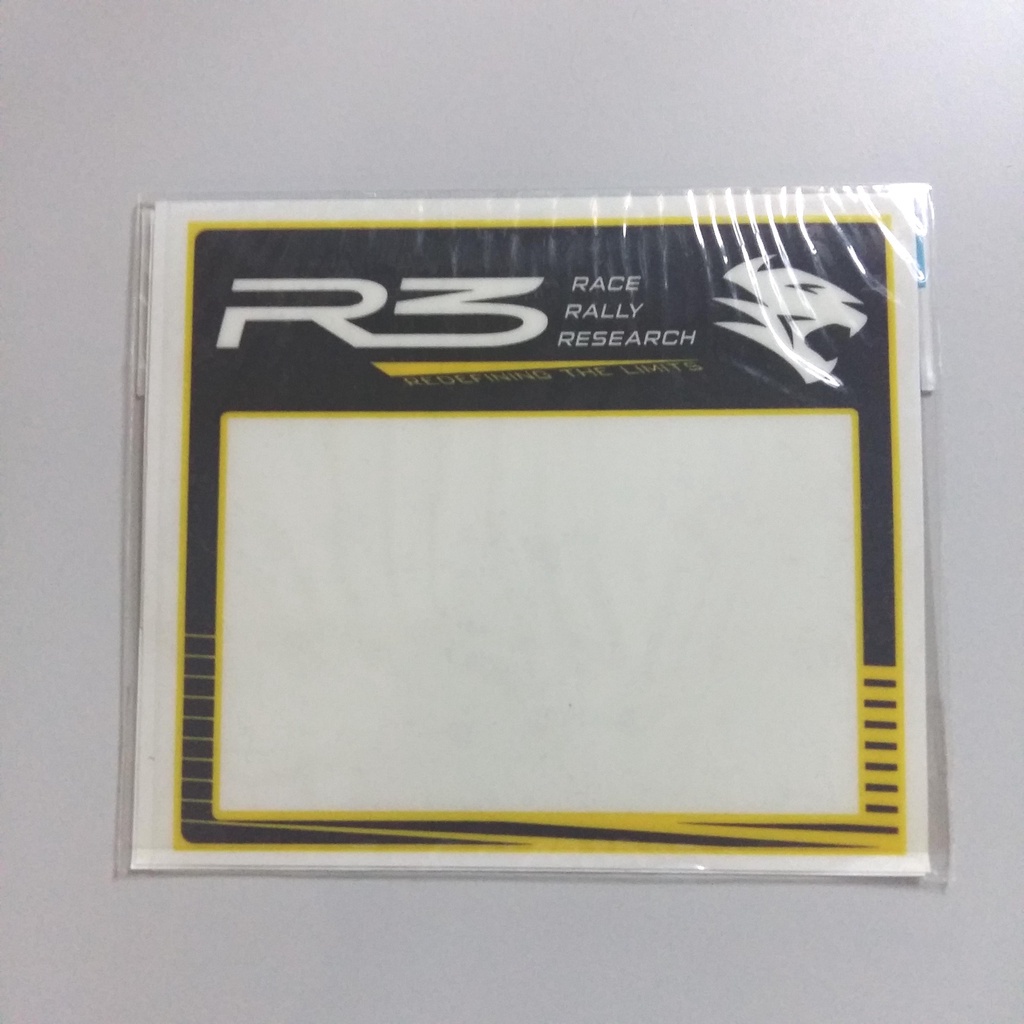 R3
RACE
RALLY
RESEARCH
REDEFINING THE LIMITS